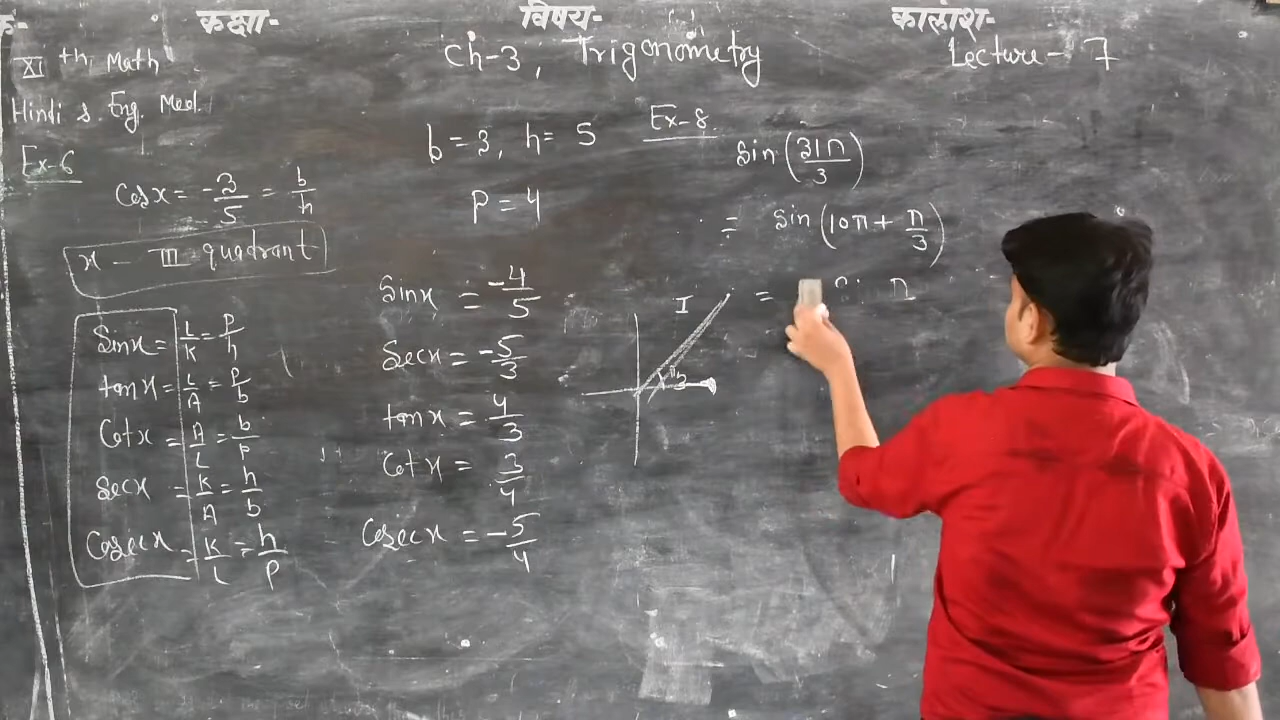 कक्षा- विषय- कालांश-
XI th Math Ch-3, Trigonometry Lecture - 7
Hindi & Eng. Med.
Ex-6
Cosx = -3/5 = b/h
x - III quadrant
Sinx = L/K = P/h
tanx = L/A = P/b
Cotx = A/L = b/P
Secx = K/A = h/b
Cosecx = K/L = h/P
b = 3, h = 5
P = 4
Sinx = -4/5
Secx = -5/3
tanx = 4/3
Cotx = 3/4
Cosecx = -5/4
Ex-8.
Sin(31π/3)
= Sin(10π + π/3)
= π
I
π/3